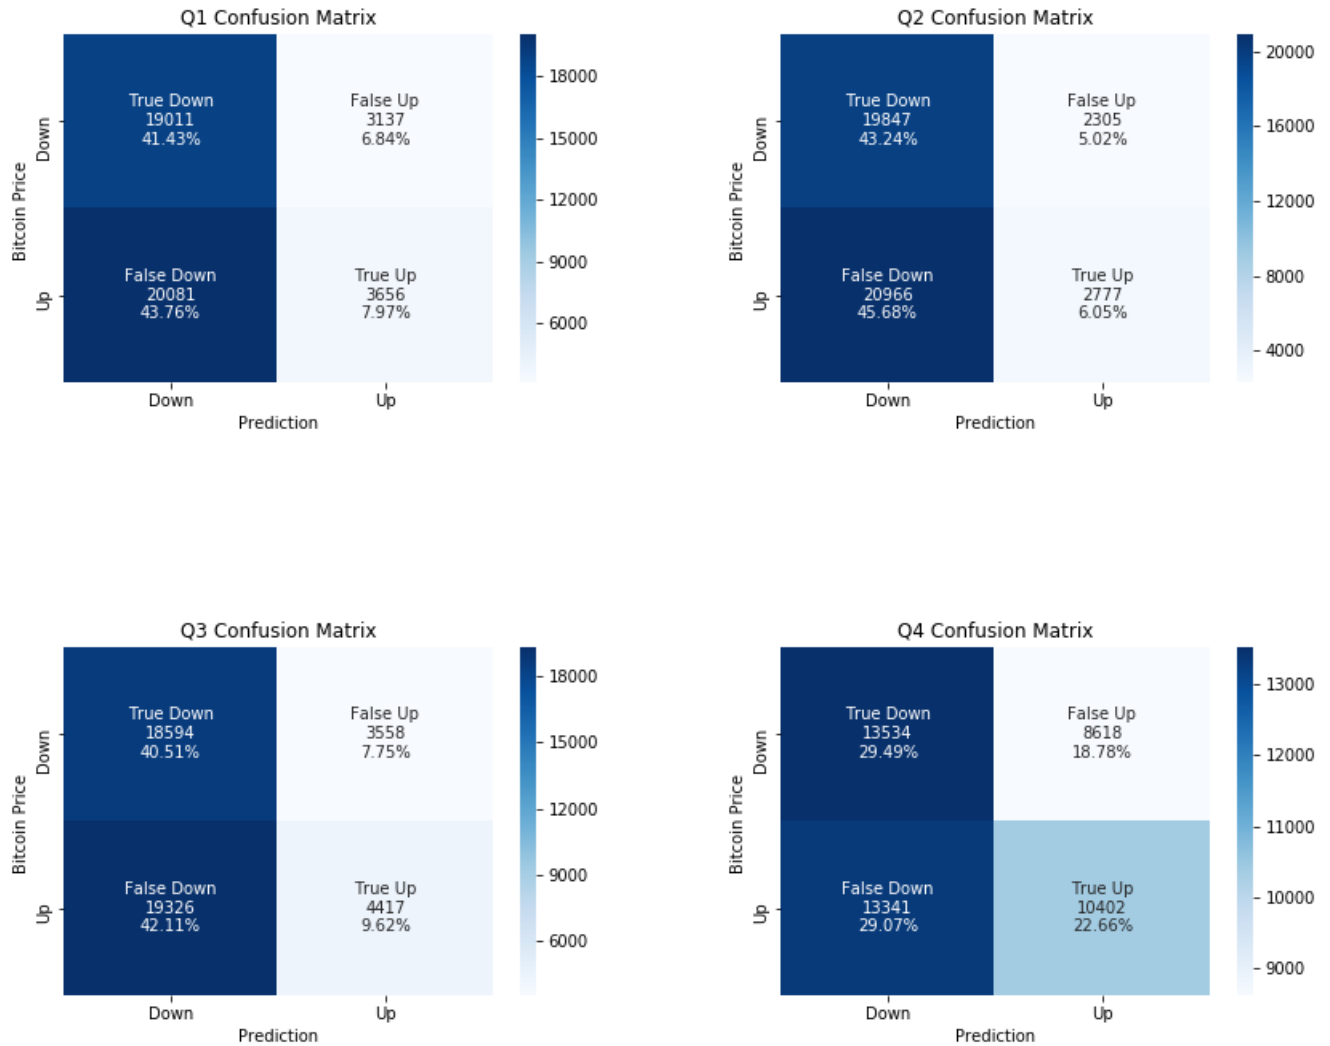 Q1 Confusion Matrix
True Down
19011
41.43%
False Up
3137
6.84%
False Down
20081
43.76%
True Up
3656
7.97%
Down
Up
Bitcoin Price
Down
Up
Prediction
18000
15000
12000
9000
6000
Q2 Confusion Matrix
True Down
19847
43.24%
False Up
2305
5.02%
False Down
20966
45.68%
True Up
2777
6.05%
Down
Up
Bitcoin Price
Down
Up
Prediction
20000
16000
12000
8000
4000
Q3 Confusion Matrix
True Down
18594
40.51%
False Up
3558
7.75%
False Down
19326
42.11%
True Up
4417
9.62%
Down
Up
Bitcoin Price
Down
Up
Prediction
18000
15000
12000
9000
6000
Q4 Confusion Matrix
True Down
13534
29.49%
False Up
8618
18.78%
False Down
13341
29.07%
True Up
10402
22.66%
Down
Up
Bitcoin Price
Down
Up
Prediction
13000
12000
11000
10000
9000